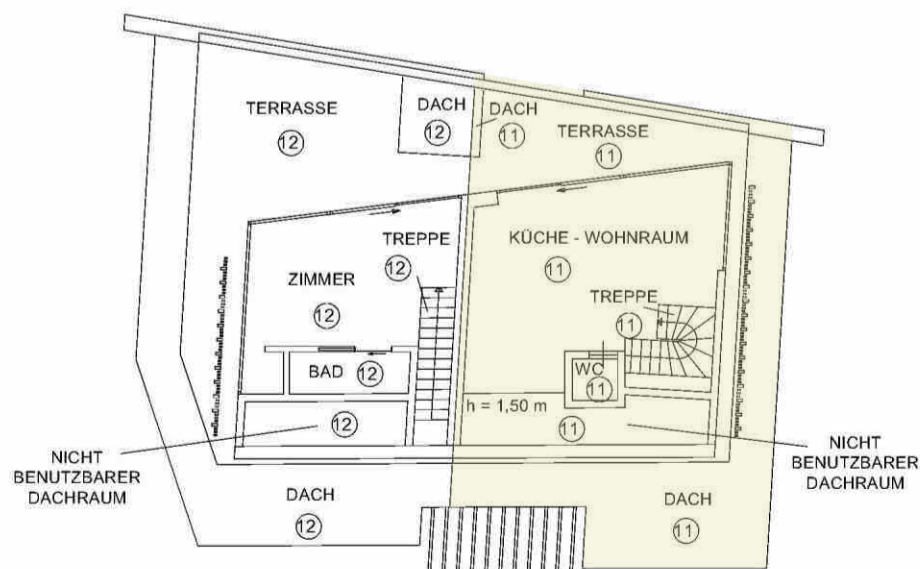 TERRASSE
12
DACH
12
DACH
11
TERRASSE
11
TREPPE
12
KÜCHE - WOHNRAUM
11
ZIMMER
12
TREPPE
11
BAD
12
WC
11
h = 1,50 m
12
11
NICHT
BENUTZBARER
DACHRAUM
NICHT
BENUTZBARER
DACHRAUM
DACH
12
DACH
11